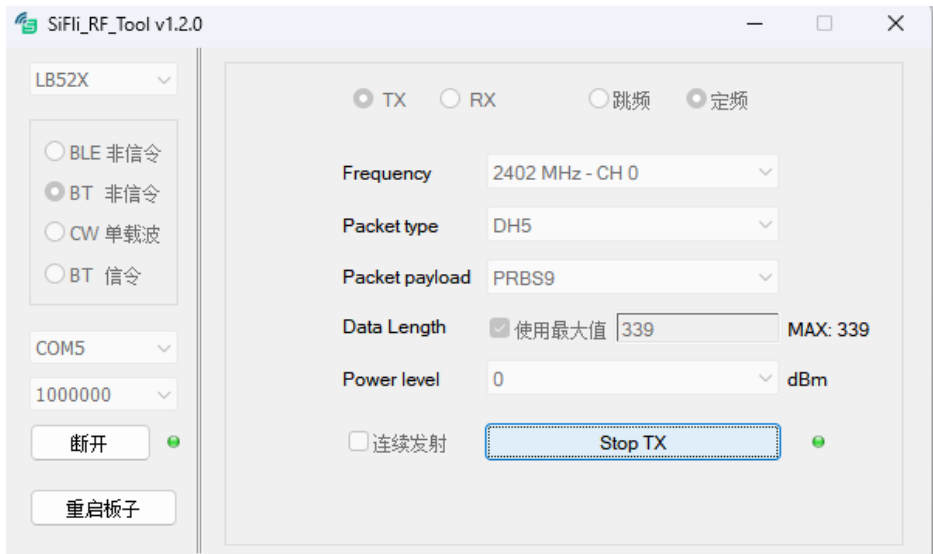 SiFli_RF_Tool v1.2.0
LB52X
BLE 非信令
BT 非信令
CW 单载波
BT 信令
COM5
1000000
断开
重启板子
TX RX 跳频 定频
Frequency 2402 MHz - CH 0
Packet type DH5
Packet payload PRBS9
Data Length 使用最大值 339 MAX: 339
Power level 0 dBm
连续发射 Stop TX